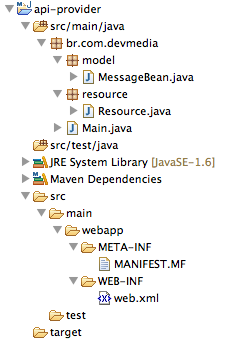 api-provider
src/main/java
br.com.devmedia
model
MessageBean.java
resource
Resource.java
Main.java
src/test/java
JRE System Library [JavaSE-1.6]
Maven Dependencies
src
main
webapp
META-INF
MANIFEST.MF
WEB-INF
web.xml
test
target